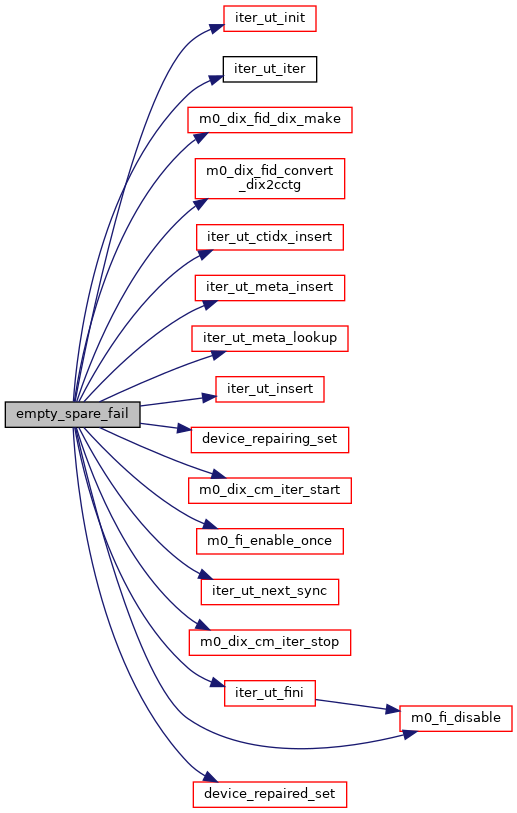 iter_ut_init
iter_ut_iter
m0_dix_fid_dix_make
m0_dix_fid_convert
_dix2cctg
iter_ut_ctidx_insert
iter_ut_meta_insert
iter_ut_meta_lookup
iter_ut_insert
empty_spare_fail
device_repairing_set
m0_dix_cm_iter_start
m0_fi_enable_once
iter_ut_next_sync
m0_dix_cm_iter_stop
iter_ut_fini
m0_fi_disable
device_repaired_set